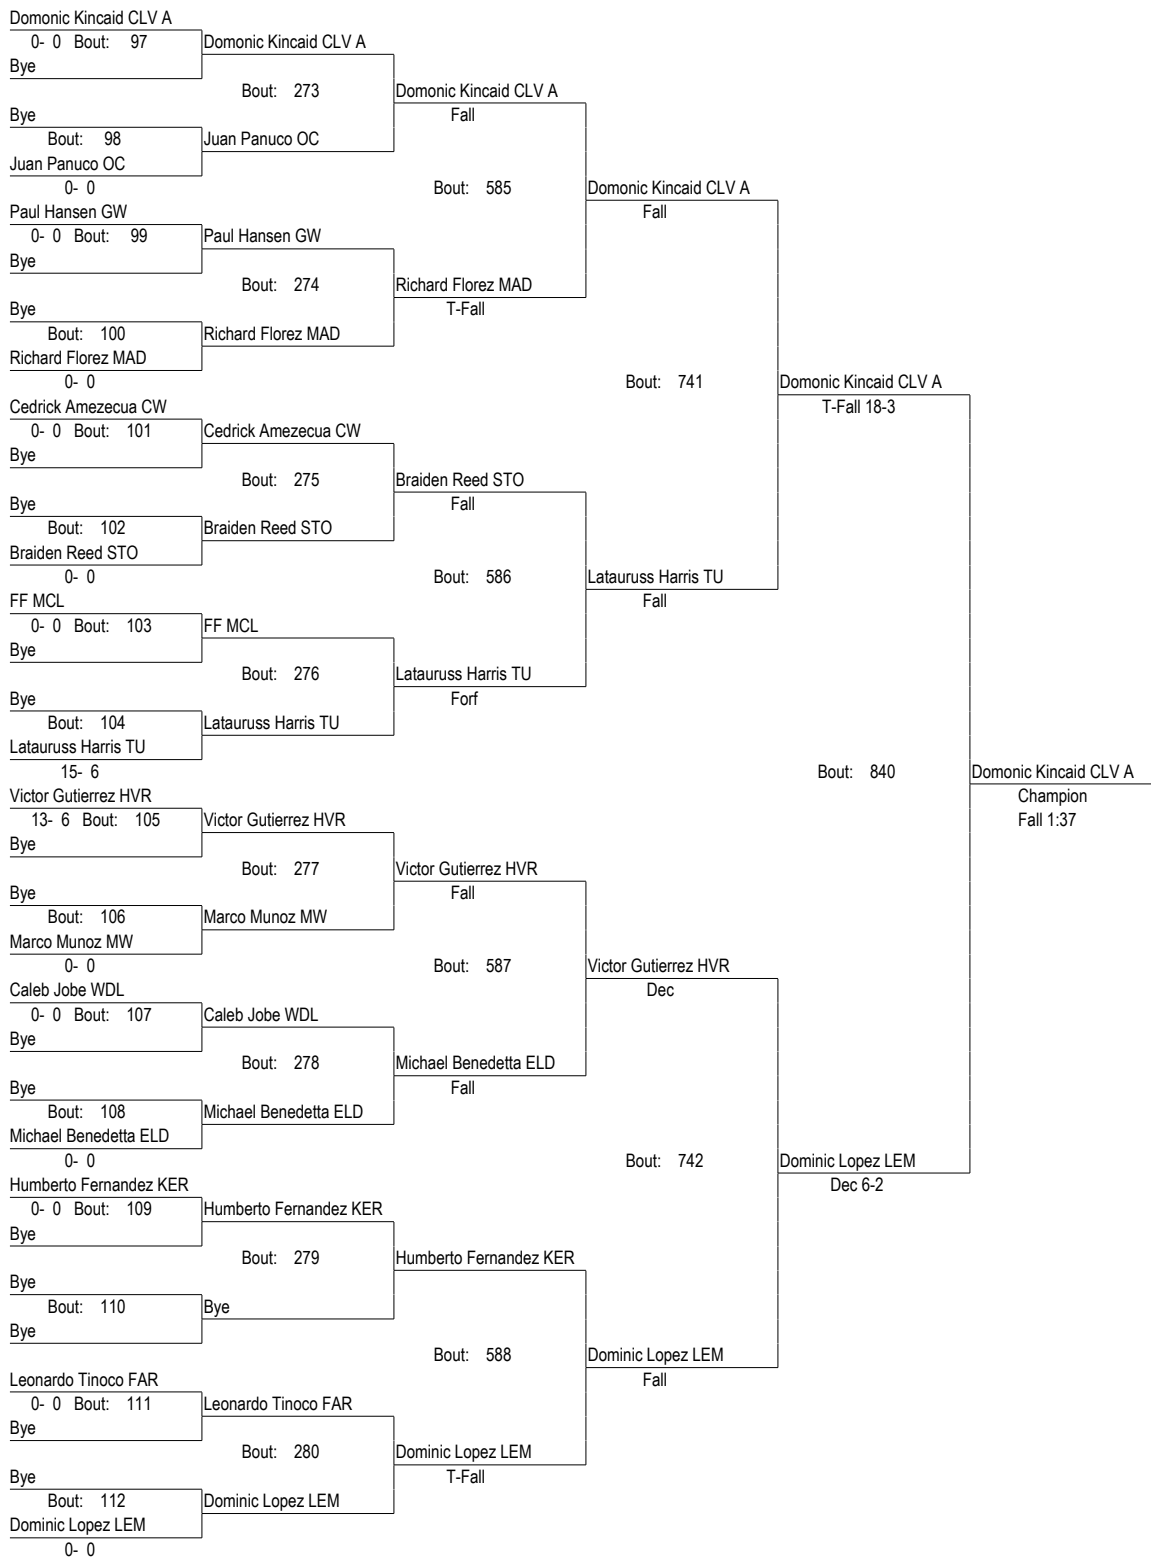 Domonic Kincaid CLV A
0- 0 Bout: 97 Domonic Kincaid CLV A
Bye
Bout: 273 Domonic Kincaid CLV A
Bye Fall
Bout: 98 Juan Panuco OC
Juan Panuco OC
0- 0 Bout: 585 Domonic Kincaid CLV A
Paul Hansen GW Fall
0- 0 Bout: 99 Paul Hansen GW
Bye
Bout: 274 Richard Florez MAD
Bye T-Fall
Bout: 100 Richard Florez MAD
Richard Florez MAD
0- 0 Bout: 741 Domonic Kincaid CLV A
Cedrick Amezecua CW T-Fall 18-3
0- 0 Bout: 101 Cedrick Amezecua CW
Bye
Bout: 275 Braiden Reed STO
Bye Fall
Bout: 102 Braiden Reed STO
Braiden Reed STO
0- 0 Bout: 586 Latauruss Harris TU
FF MCL Fall
0- 0 Bout: 103 FF MCL
Bye
Bout: 276 Latauruss Harris TU
Bye Forf
Bout: 104 Latauruss Harris TU
Latauruss Harris TU
15- 6 Bout: 840 Domonic Kincaid CLV A
Victor Gutierrez HVR Champion
13- 6 Bout: 105 Victor Gutierrez HVR Fall 1:37
Bye
Bout: 277 Victor Gutierrez HVR
Bye Fall
Bout: 106 Marco Munoz MW
Marco Munoz MW
0- 0 Bout: 587 Victor Gutierrez HVR
Caleb Jobe WDL Dec
0- 0 Bout: 107 Caleb Jobe WDL
Bye
Bout: 278 Michael Benedetta ELD
Bye Fall
Bout: 108 Michael Benedetta ELD
Michael Benedetta ELD
0- 0 Bout: 742 Dominic Lopez LEM
Humberto Fernandez KER Dec 6-2
0- 0 Bout: 109 Humberto Fernandez KER
Bye
Bout: 279 Humberto Fernandez KER
Bye
Bout: 110 Bye
Bye
Bout: 588 Dominic Lopez LEM
Leonardo Tinoco FAR Fall
0- 0 Bout: 111 Leonardo Tinoco FAR
Bye
Bout: 280 Dominic Lopez LEM
Bye T-Fall
Bout: 112 Dominic Lopez LEM
Dominic Lopez LEM
0- 0